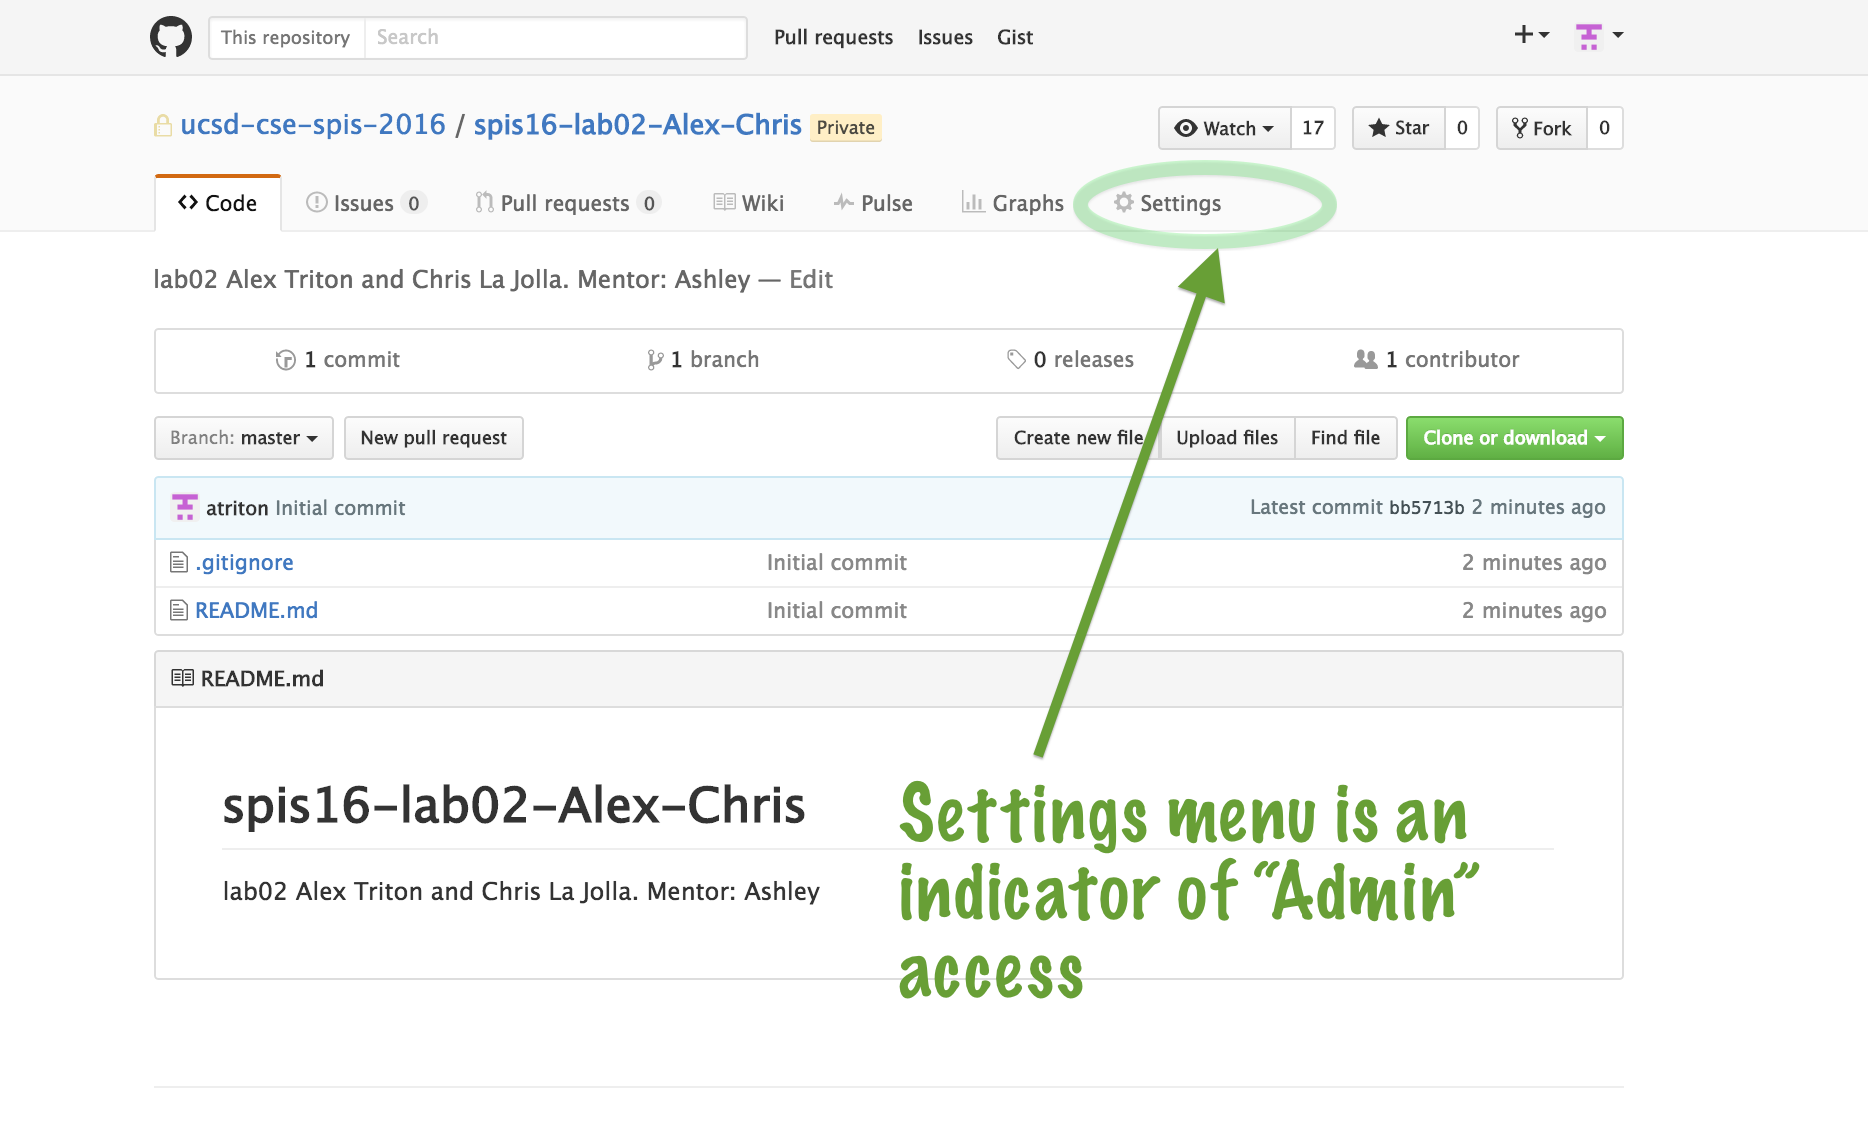 This repository Search Pull requests Issues Gist
ucsd-cse-spis-2016 / spis16-lab02-Alex-Chris Private Watch 17 Star 0 Fork 0
Code Issues 0 Pull requests 0 Wiki Pulse Graphs Settings
lab02 Alex Triton and Chris La Jolla. Mentor: Ashley — Edit
1 commit 1 branch 0 releases 1 contributor
Branch: master New pull request Create new file Upload files Find file Clone or download
atriton Initial commit Latest commit bb5713b 2 minutes ago
.gitignore Initial commit 2 minutes ago
README.md Initial commit 2 minutes ago
README.md
spis16-lab02-Alex-Chris
lab02 Alex Triton and Chris La Jolla. Mentor: Ashley
Settings menu is an
indicator of “Admin”
access